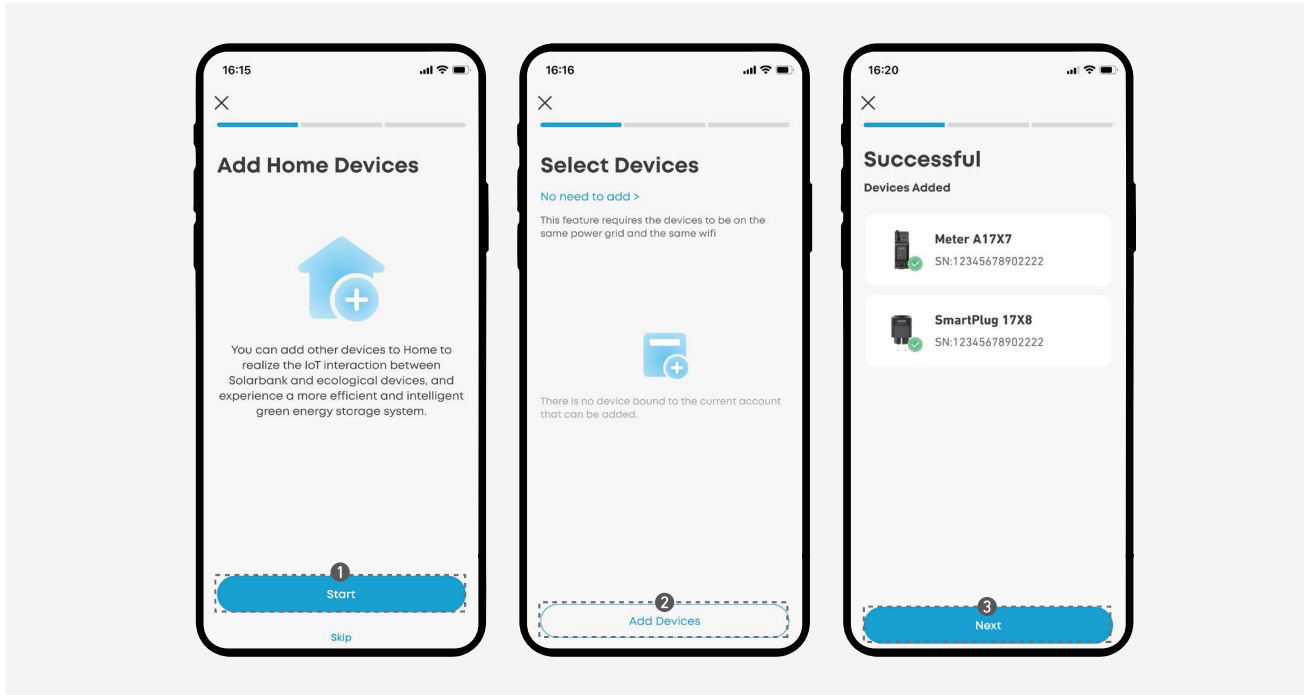 16:15
Add Home Devices
You can add other devices to Home to
realize the IoT interaction between
Solarbank and ecological devices, and
experience a more efficient and intelligent
green energy storage system.
1
Start
Skip
16:16
Select Devices
No need to add >
This feature requires the devices to be on the
same power grid and the same wifi
There is no device bound to the current account
that can be added.
2
Add Devices
16:20
Successful
Devices Added
Meter A17X7
SN:12345678902222
SmartPlug 17X8
SN:12345678902222
3
Next